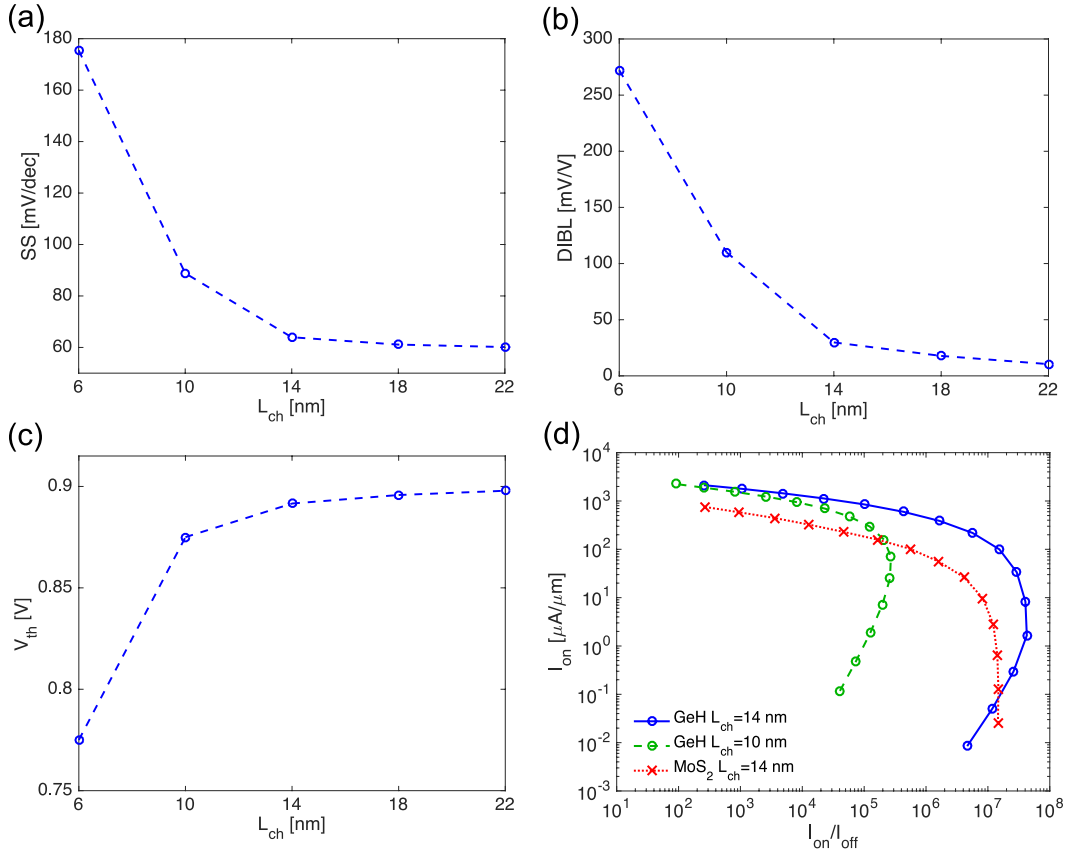 (a)
180
160
140
120
100
80
60
SS [mV/dec]
6 10 14 18 22
L_ch [nm]
(b)
300
250
200
150
100
50
0
DIBL [mV/V]
6 10 14 18 22
L_ch [nm]
(c)
0.9
0.85
0.8
0.75
V_th [V]
6 10 14 18 22
L_ch [nm]
(d)
10^4
10^3
10^2
10^1
10^0
10^-1
10^-2
10^-3
I_on [μA/μm]
GeH L_ch=14 nm
GeH L_ch=10 nm
MoS_2 L_ch=14 nm
10^1 10^2 10^3 10^4 10^5 10^6 10^7 10^8
I_on/I_off